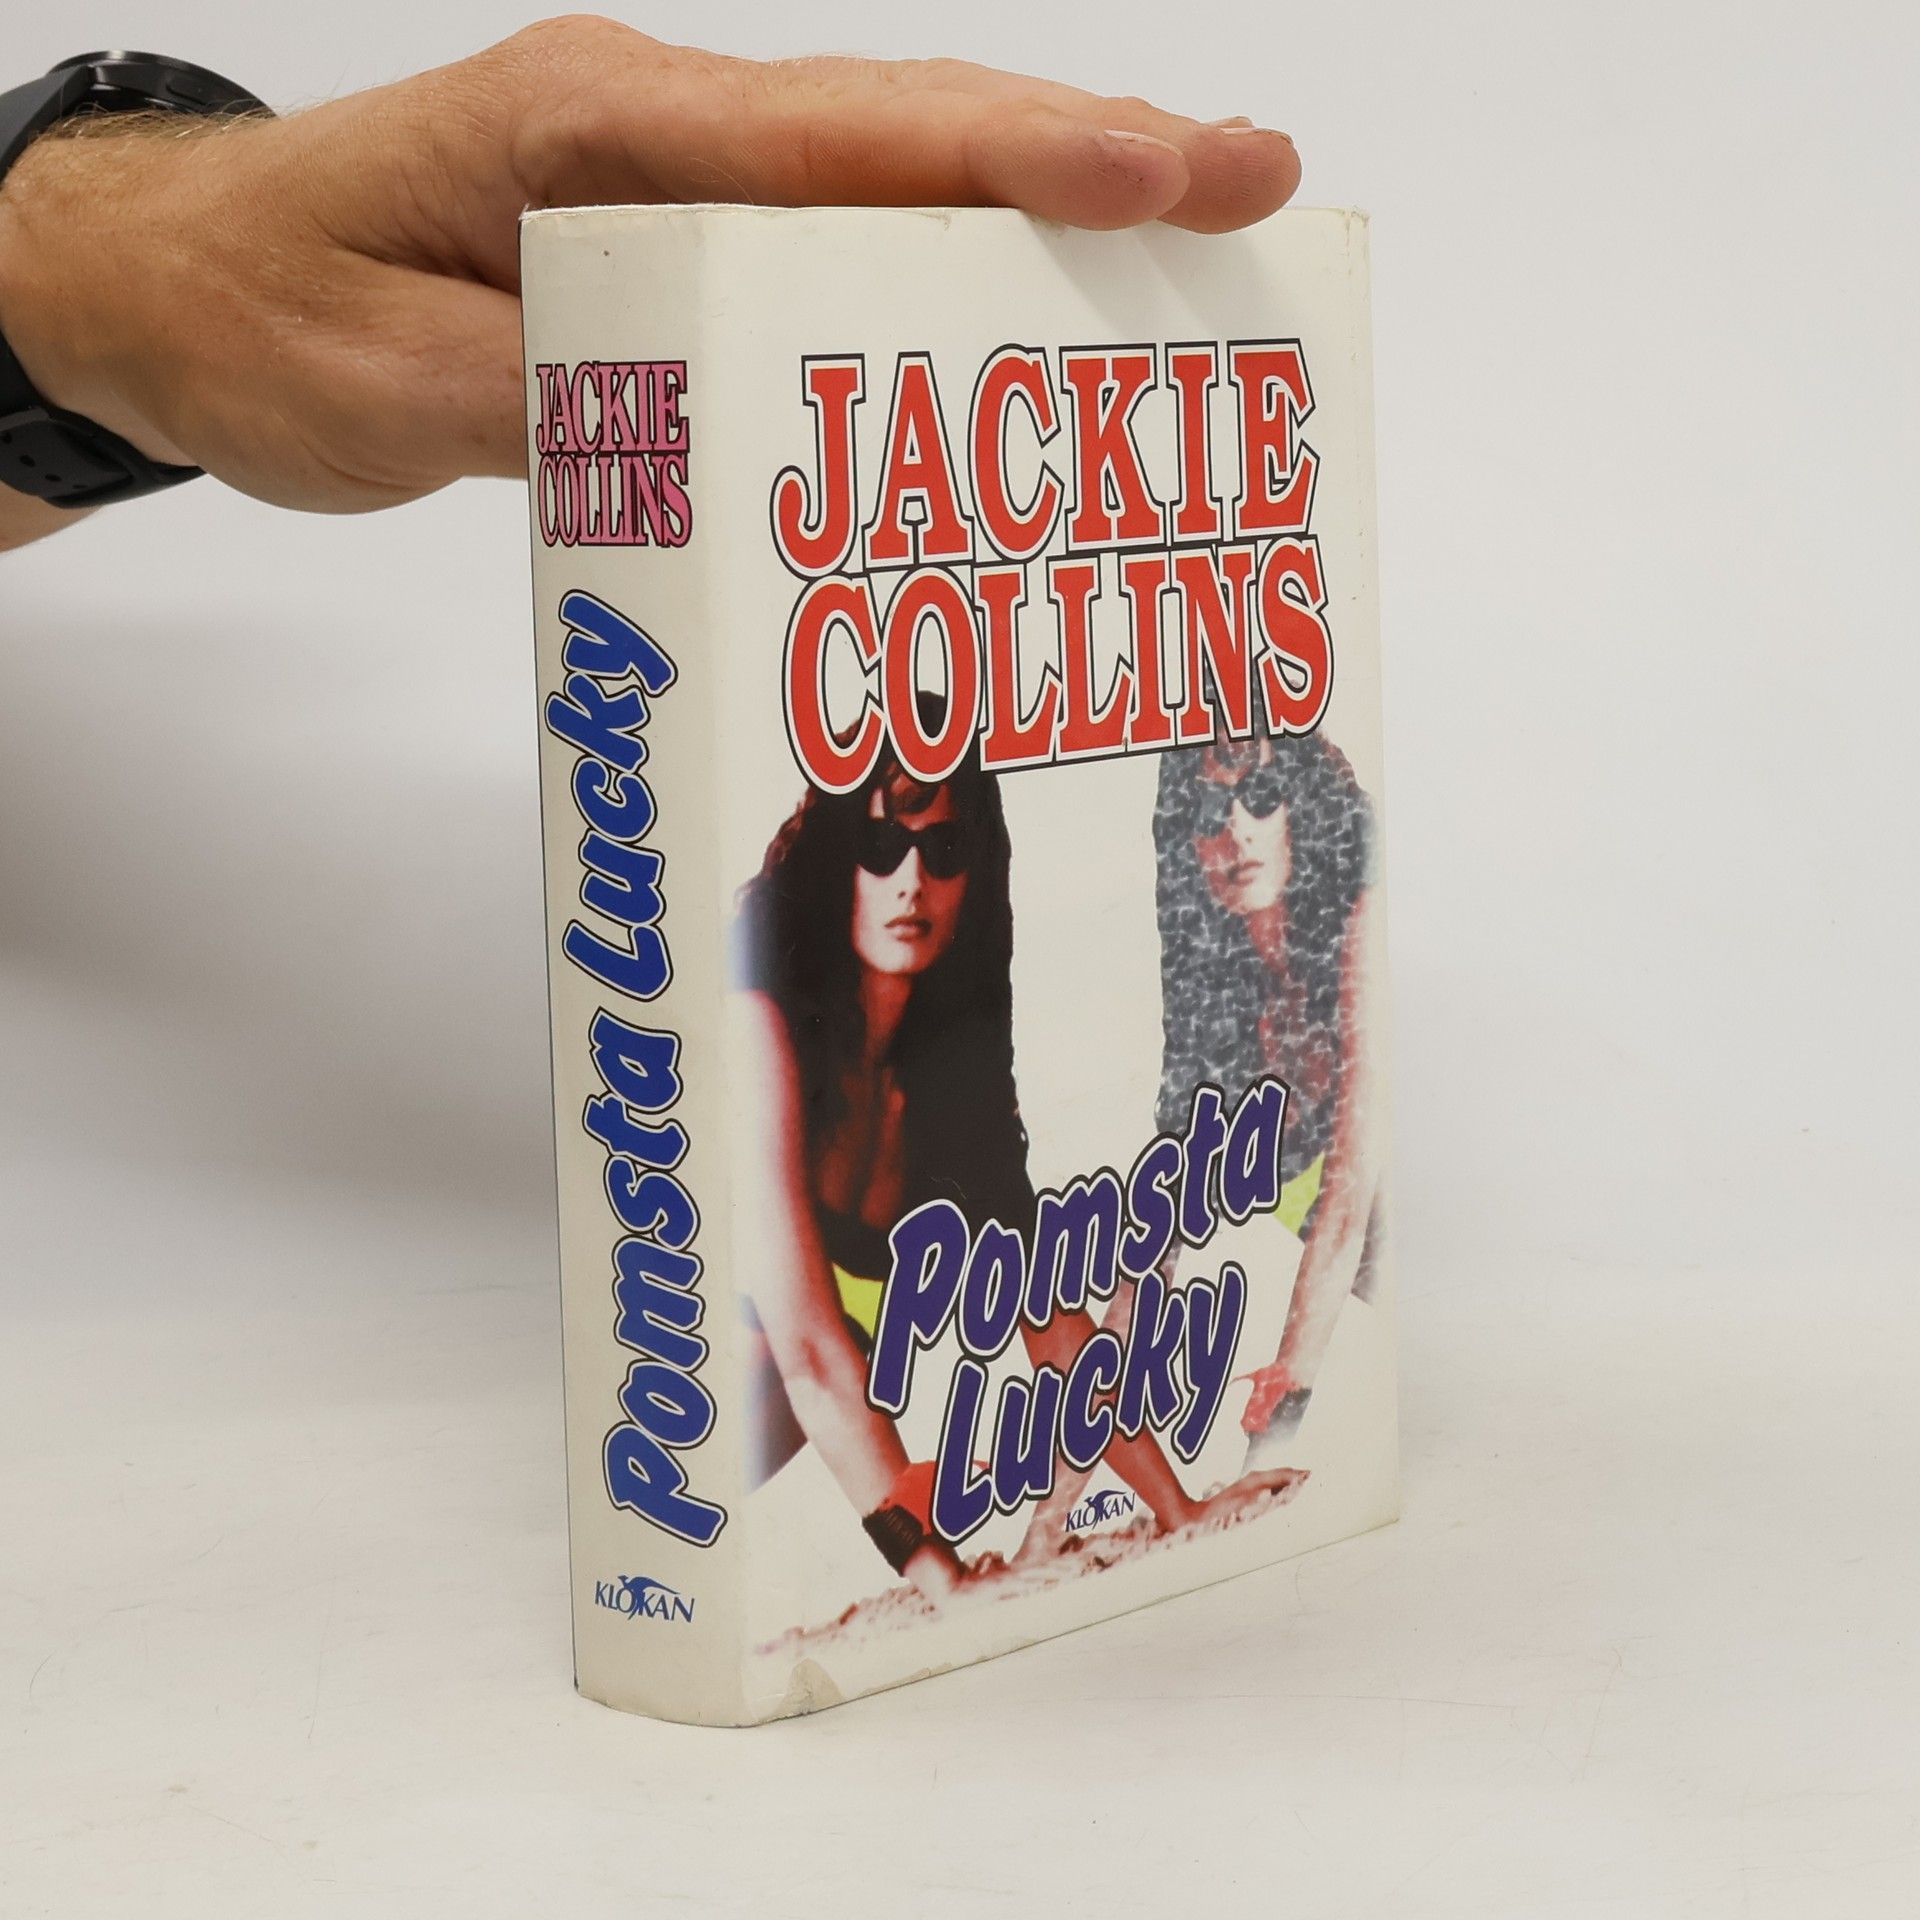 JACKIE
COLLINS
Pomsta Lucky
KLOKAN
JACKIE
COLLINS
Pomsta
Lucky
KLOKAN